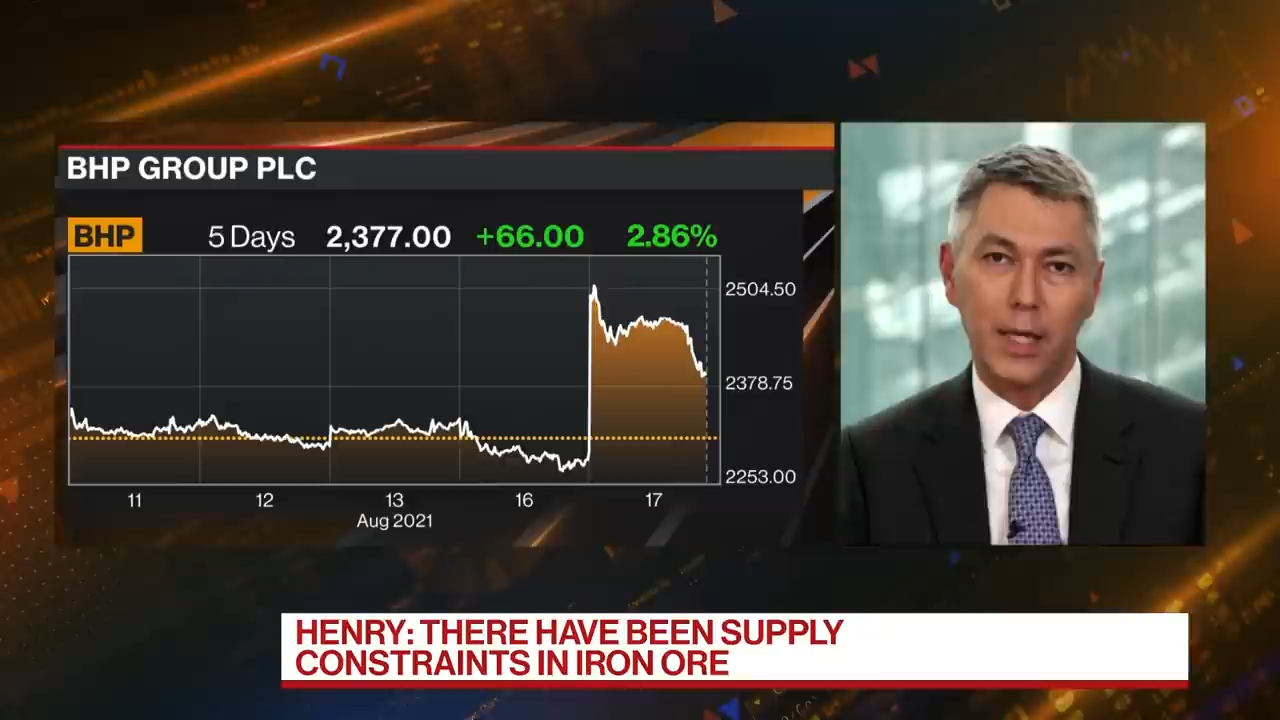 BHP GROUP PLC
BHP 5 Days 2,377.00 +66.00 2.86%
2504.50
2378.75
2253.00
11 12 13 16 17
Aug 2021
HENRY: THERE HAVE BEEN SUPPLY
CONSTRAINTS IN IRON ORE